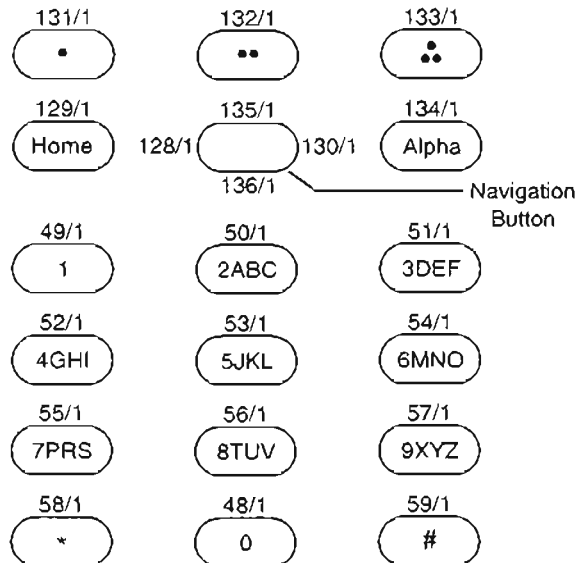 131/1 132/1 133/1
129/1 135/1 134/1
Home 128/1 130/1 Alpha
136/1
Navigation
Button
49/1 50/1 51/1
1 2ABC 3DEF
52/1 53/1 54/1
4GHI 5JKL 6MNO
55/1 56/1 57/1
7PRS 8TUV 9XYZ
58/1 48/1 59/1
* 0 #